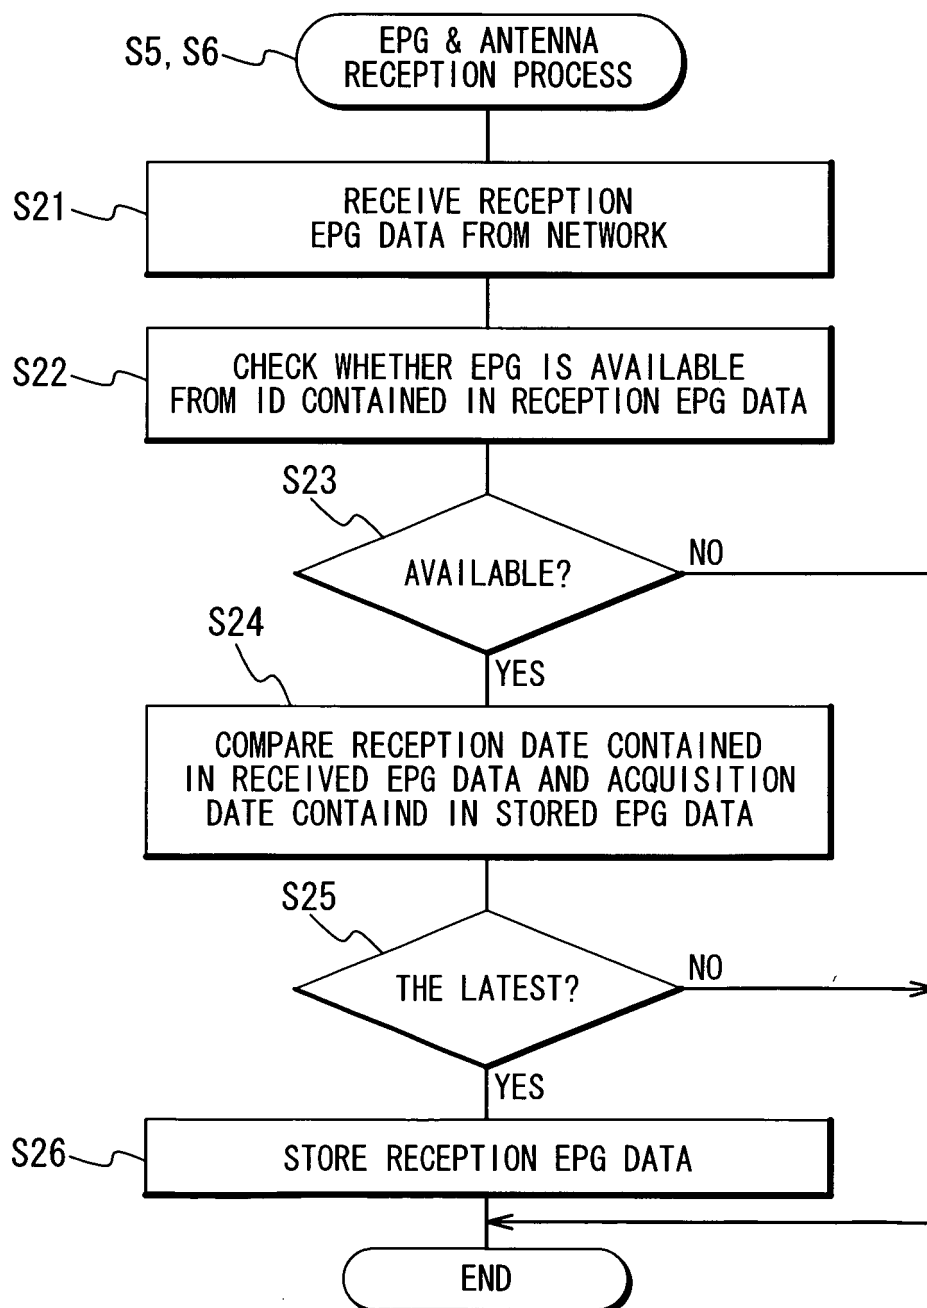 S5, S6
EPG & ANTENNA
RECEPTION PROCESS
S21
RECEIVE RECEPTION
EPG DATA FROM NETWORK
S22
CHECK WHETHER EPG IS AVAILABLE
FROM ID CONTAINED IN RECEPTION EPG DATA
S23
AVAILABLE?
NO
YES
S24
COMPARE RECEPTION DATE CONTAINED
IN RECEIVED EPG DATA AND ACQUISITION
DATE CONTAIND IN STORED EPG DATA
S25
THE LATEST?
NO
YES
S26
STORE RECEPTION EPG DATA
END